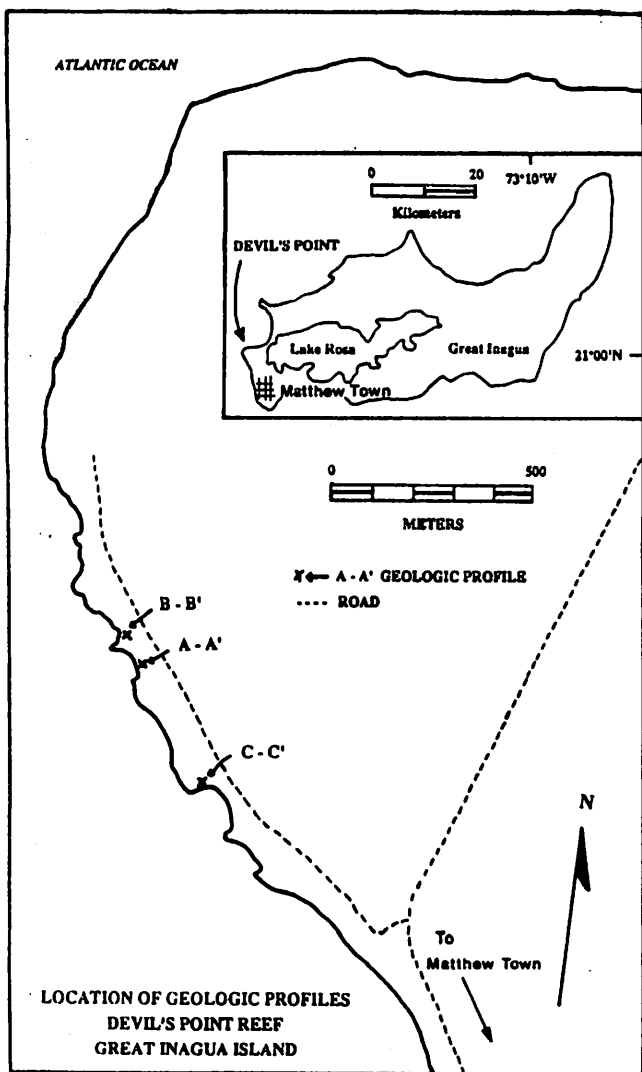 ATLANTIC OCEAN
0 20
73°10'W
Kilometers
DEVIL'S POINT
Lake Rosa
Great Inagua
21°00'N
Matthew Town
0 500
METERS
A - A' GEOLOGIC PROFILE
ROAD
B - B'
A - A'
C - C'
N
To
Matthew Town
LOCATION OF GEOLOGIC PROFILES
DEVIL'S POINT REEF
GREAT INAGUA ISLAND